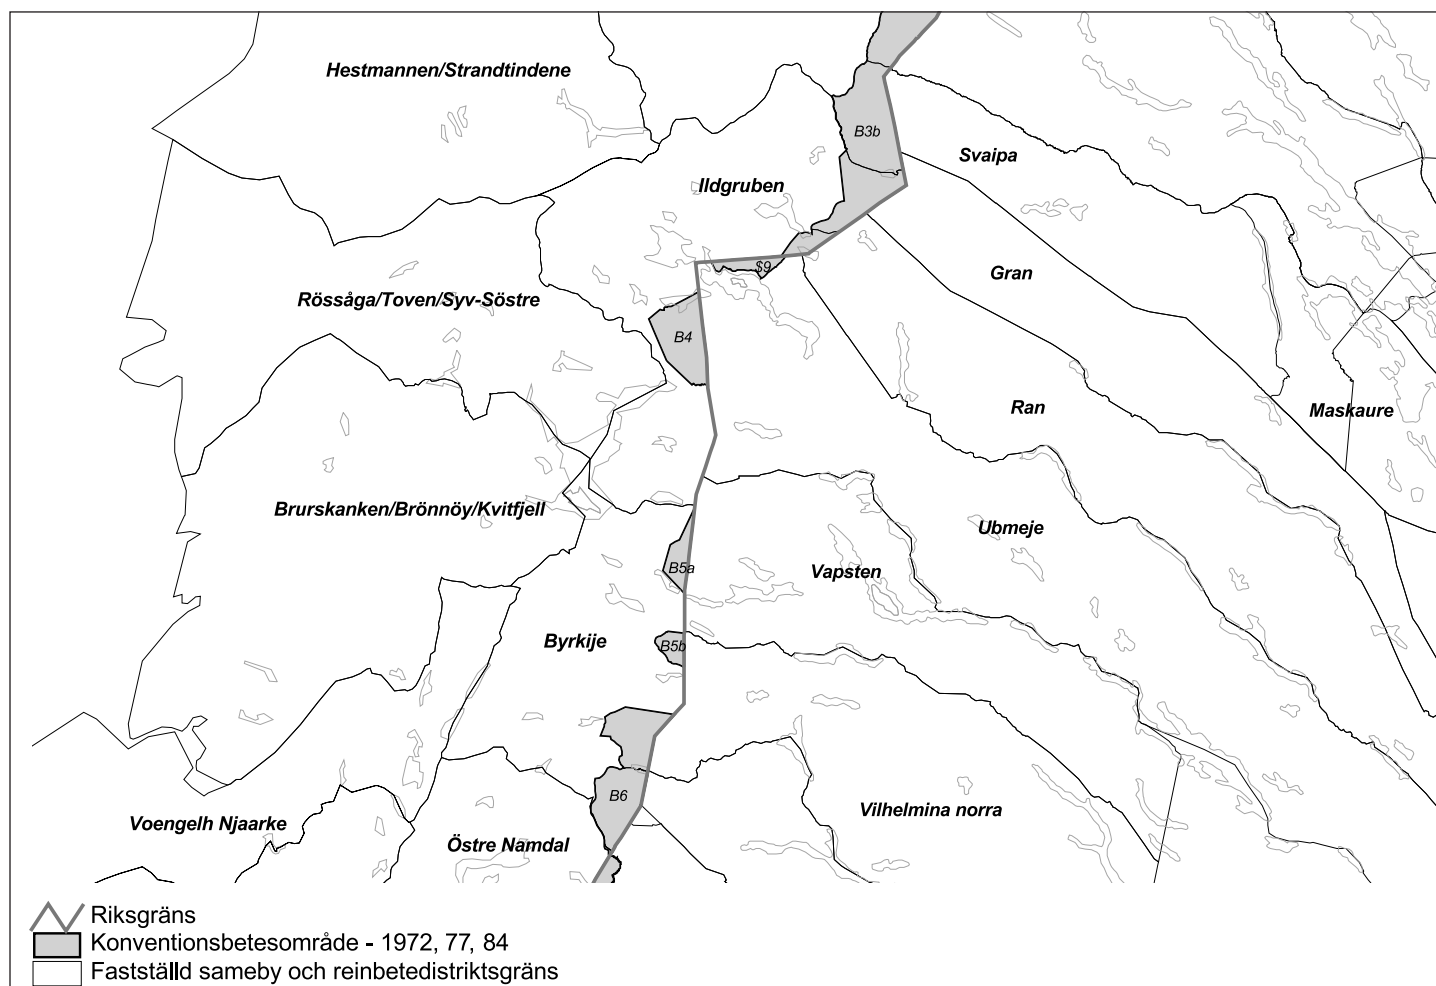 Hestmannen/Strandtindene
B3b
Svaipa
Ildgruben
S9
Gran
Rössåga/Toven/Syv-Söstre
B4
Ran
Maskaure
Brurskanken/Brönnöy/Kvitfjell
Ubmeje
B5a
Vapsten
Byrkije
B5b
B6
Vilhelmina norra
Voengelh Njaarke
Östre Namdal
Riksgräns
Konventionsbetesområde - 1972, 77, 84
Fastställd sameby och reinbetedistriktsgräns